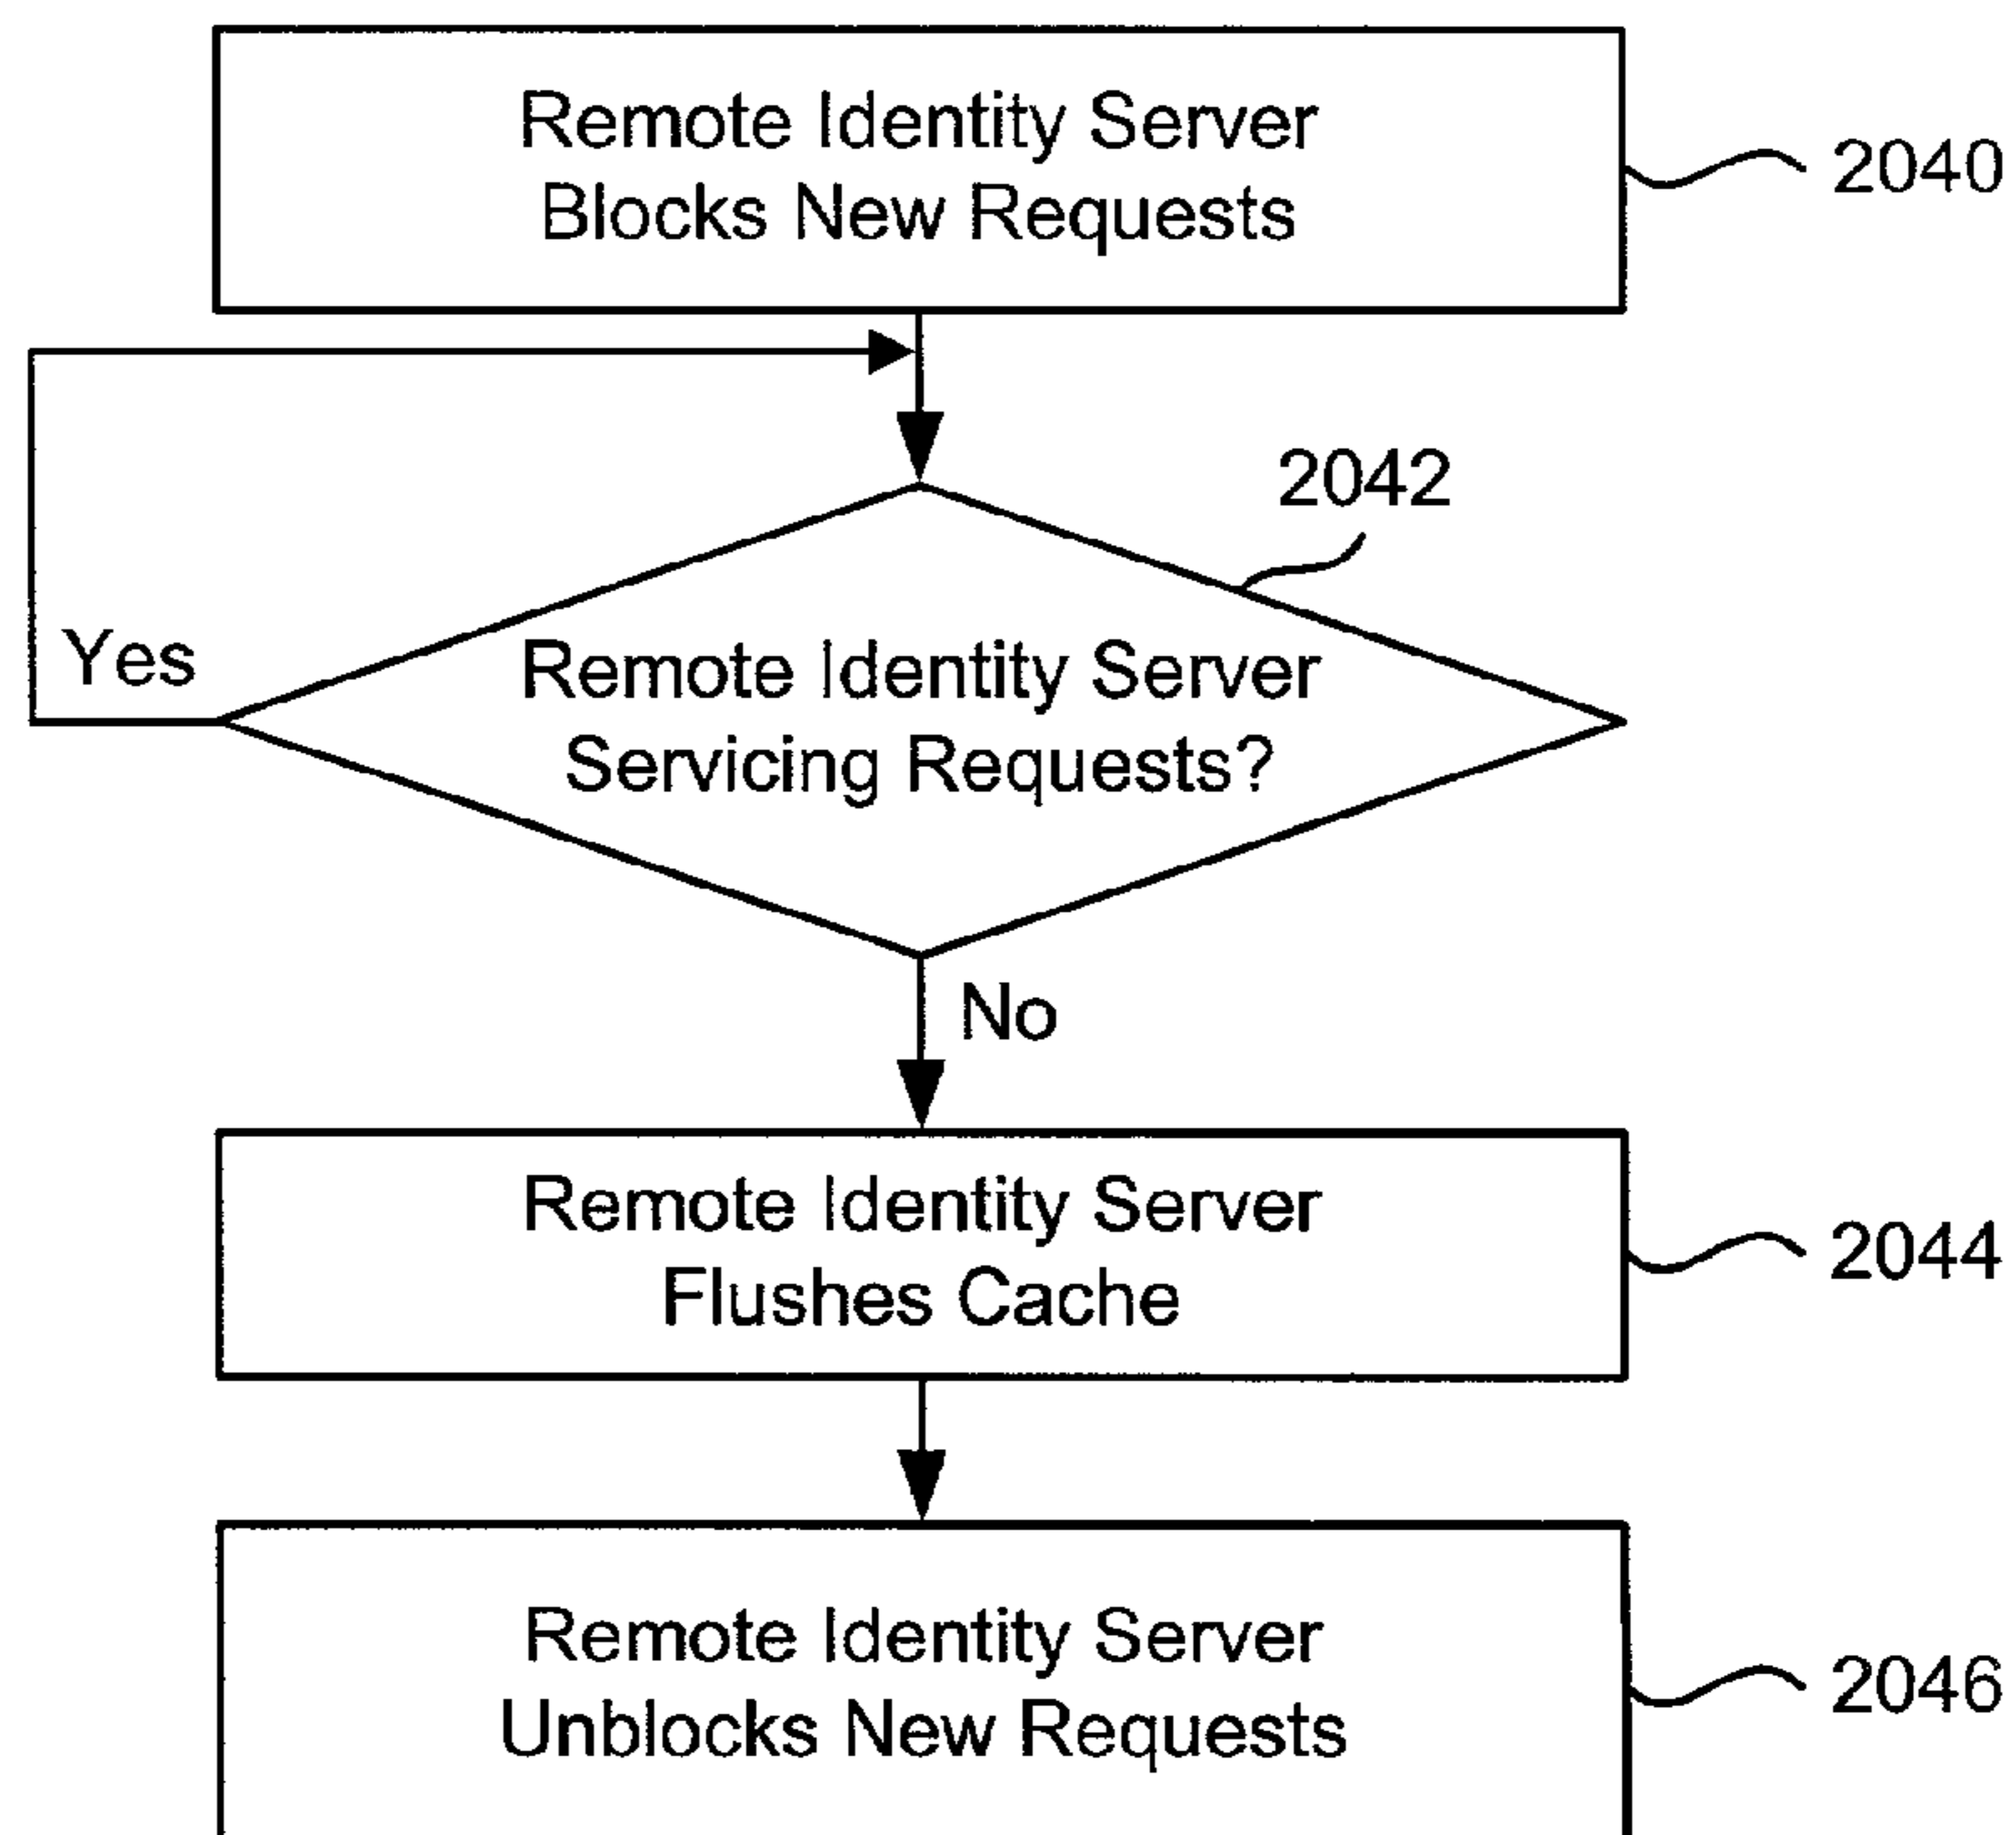 Remote Identity Server
Blocks New Requests
2040
2042
Yes
Remote Identity Server
Servicing Requests?
No
Remote Identity Server
Flushes Cache
2044
Remote Identity Server
Unblocks New Requests
2046